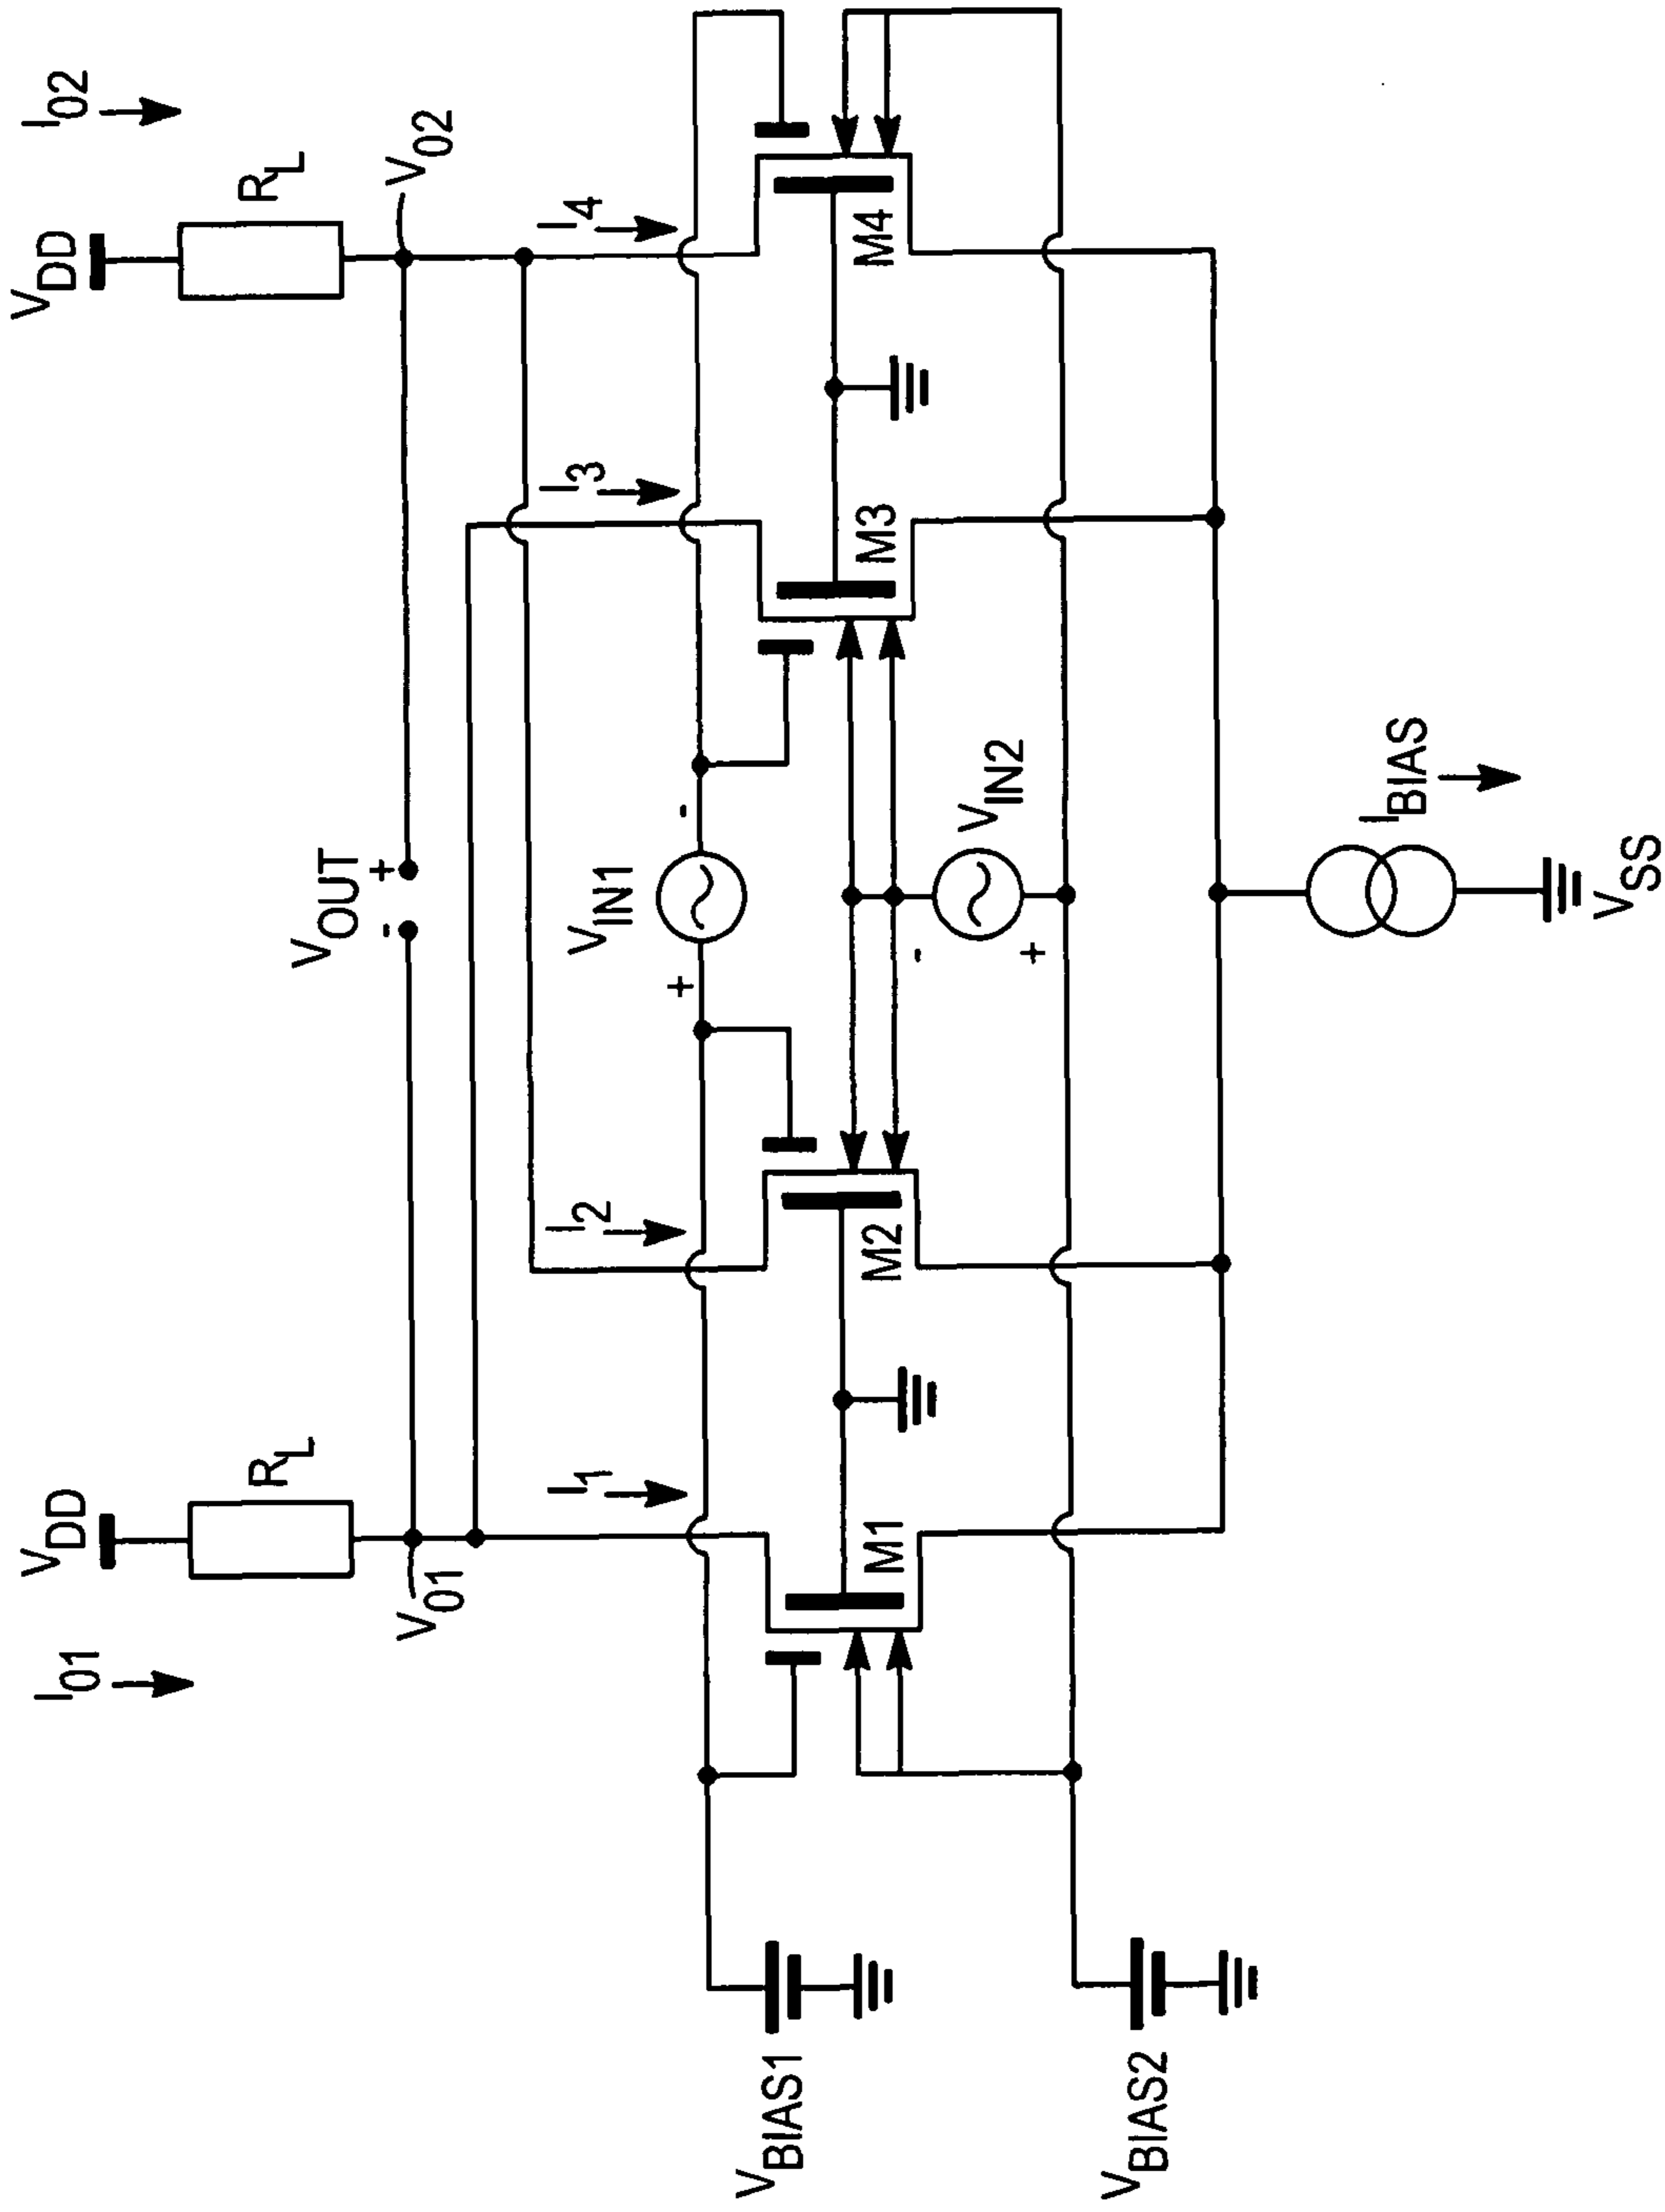 I01
VDD
VDD
I02
RL
RL
V01
VOUT
- +
V02
I1
I2
I3
I4
VIN1
+ -
M1
M2
M3
M4
-
VIN2
+
VBIAS1
VBIAS2
IBIAS
VSS